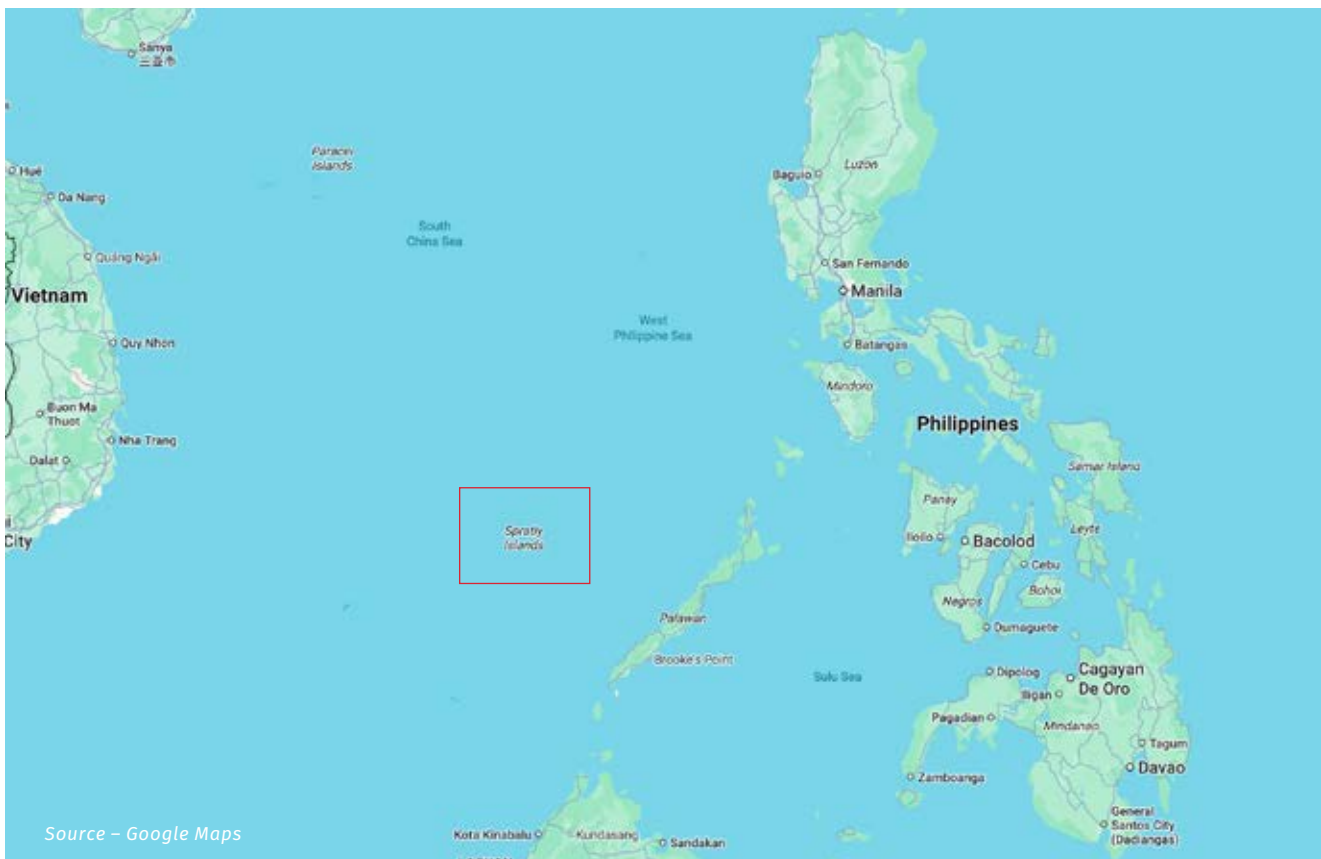 Sanya
三亚市
Paracel
Islands
Hué
Da Nang
South
China Sea
Luzon
Baguio
Quảng Ngãi
San Fernando
Vietnam
Manila
West
Philippine Sea
Quy Nhon
Batangas
Mindoro
Buon Ma
Thuot
Philippines
Nha Trang
Dalat
Samar Island
Panay
Spratly
Islands
City
Iloilo
Bacolod
Leyte
Cebu
Negros
Bohol
Palawan
Dumaguete
Brooke's Point
Sulu Sea
Dipolog
Cagayan
De Oro
Iligan
Pagadian
Mindanao
Tagum
Davao
Zamboanga
General
Santos City
(Dadiangas)
Source – Google Maps
Kota Kinabalu
Kundasang
Sandakan